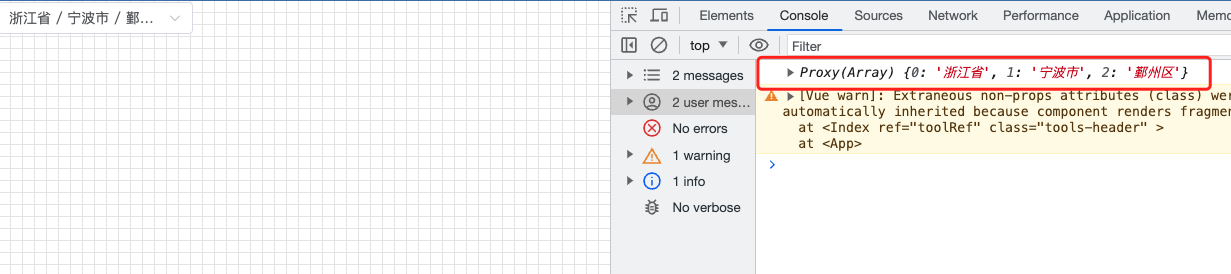 浙江省 / 宁波市 / 鄞…
Elements Console Sources Network Performance Application Memo
top Filter
2 messages
2 user mes…
No errors
1 warning
1 info
No verbose
Proxy(Array) {0: '浙江省', 1: '宁波市', 2: '鄞州区'}
[Vue warn]: Extraneous non-props attributes (class) wer
automatically inherited because component renders fragmen
at <Index ref="toolRef" class="tools-header" >
at <App>